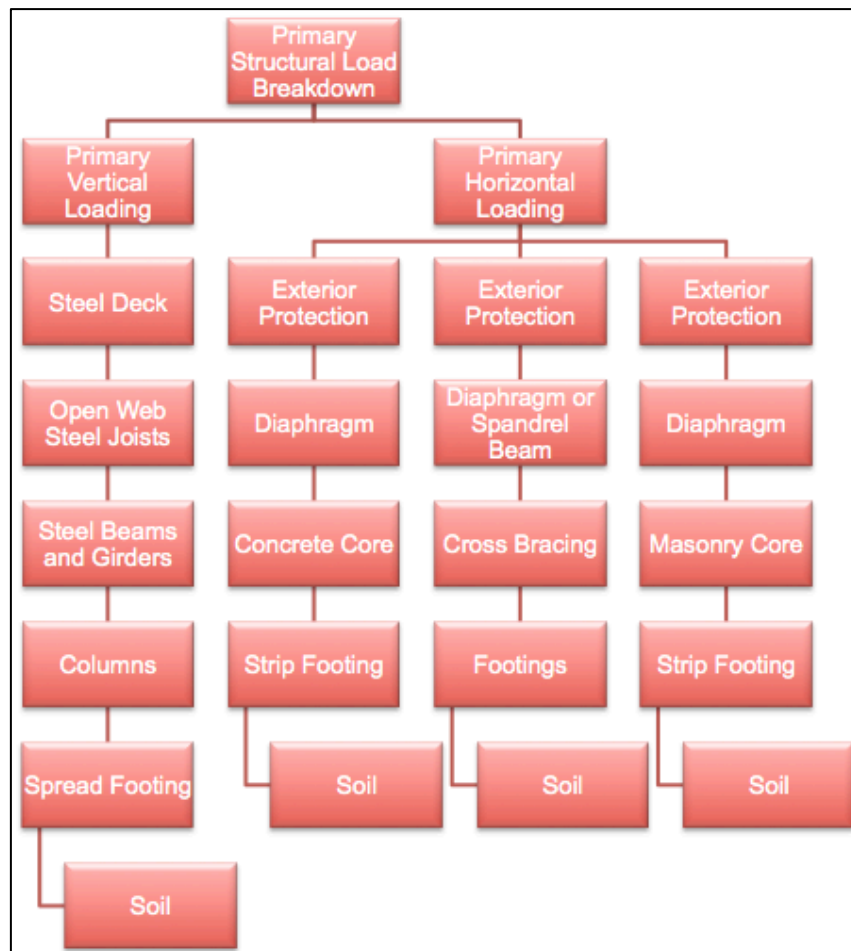 Primary
Structural Load
Breakdown
Primary
Vertical
Loading
Primary
Horizontal
Loading
Steel Deck
Exterior
Protection
Exterior
Protection
Exterior
Protection
Open Web
Steel Joists
Diaphragm
Diaphragm or
Spandrel
Beam
Diaphragm
Steel Beams
and Girders
Concrete Core
Cross Bracing
Masonry Core
Columns
Strip Footing
Footings
Strip Footing
Spread Footing
Soil
Soil
Soil
Soil